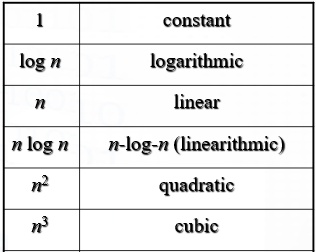 1 constant
log n logarithmic
n linear
n log n n-log-n (linearithmic)
n² quadratic
n³ cubic